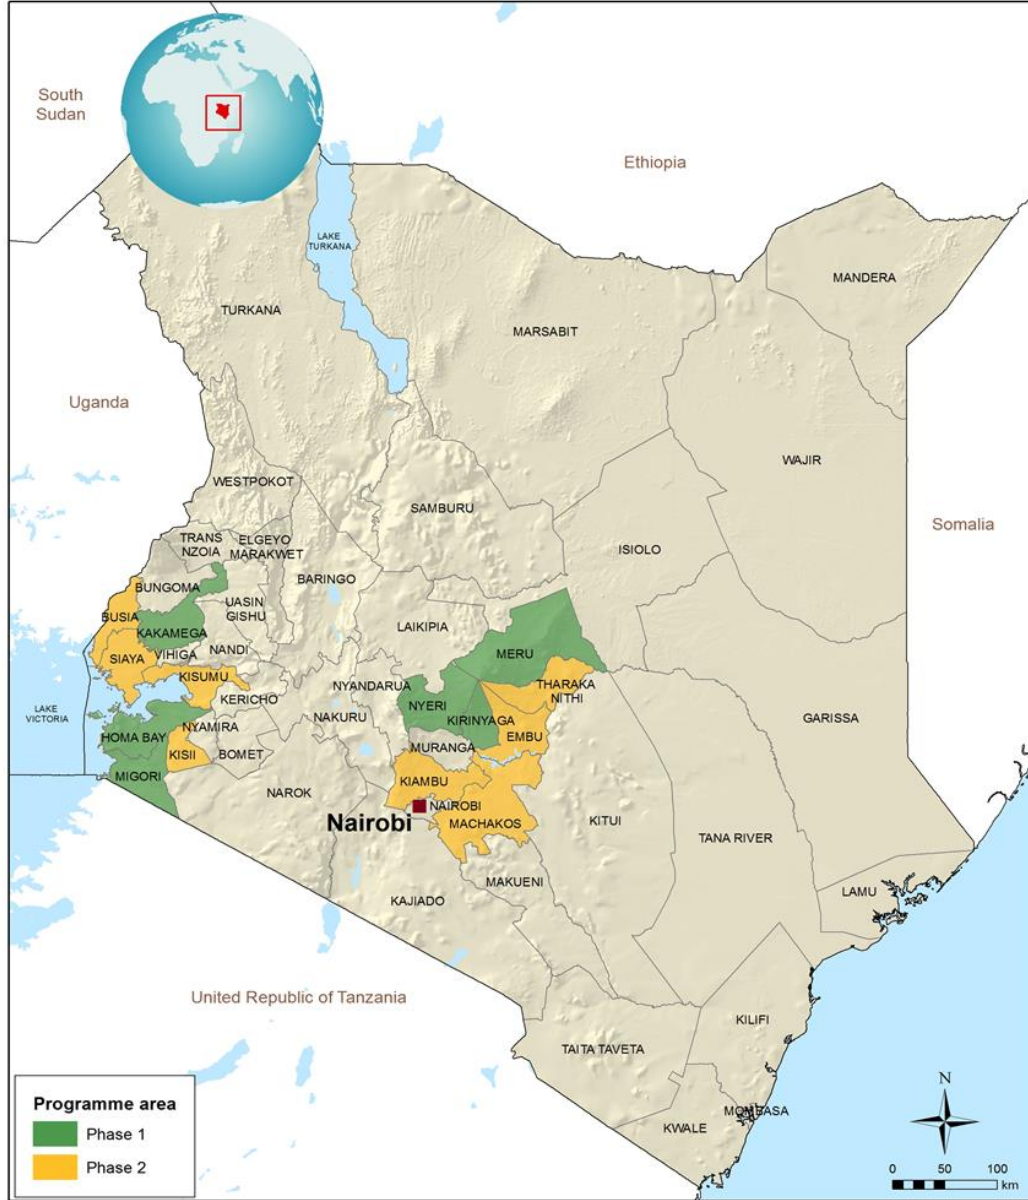 South
Sudan
Ethiopia
LAKE
TURKANA
MANDERA
TURKANA
MARSABIT
Uganda
WAJIR
WESTPOKOT
SAMBURU
Somalia
TRANS
NZOIA
ELGEYO
MARAKWET
ISIOLO
BARINGO
BUNGOMA
UASIN
GISHU
BUSIA
LAIKIPIA
KAKAMEGA
NANDI
VIHIGA
MERU
SIAYA
KISUMU
THARAKA
NITHI
NYANDARUA
KERICHO
NYERI
LAKE
VICTORIA
NAKURU
KIRINYAGA
GARISSA
NYAMIRA
HOMA BAY
EMBU
MURANGA
KISII
BOMET
MIGORI
KIAMBU
NAROK
NAIROBI
Nairobi
MACHAKOS
KITUI
TANA RIVER
MAKUENI
LAMU
KAJIADO
United Republic of Tanzania
KILIFI
TAITA TAVETA
MOMBASA
KWALE
N
Programme area
Phase 1
Phase 2
0 50 100
km